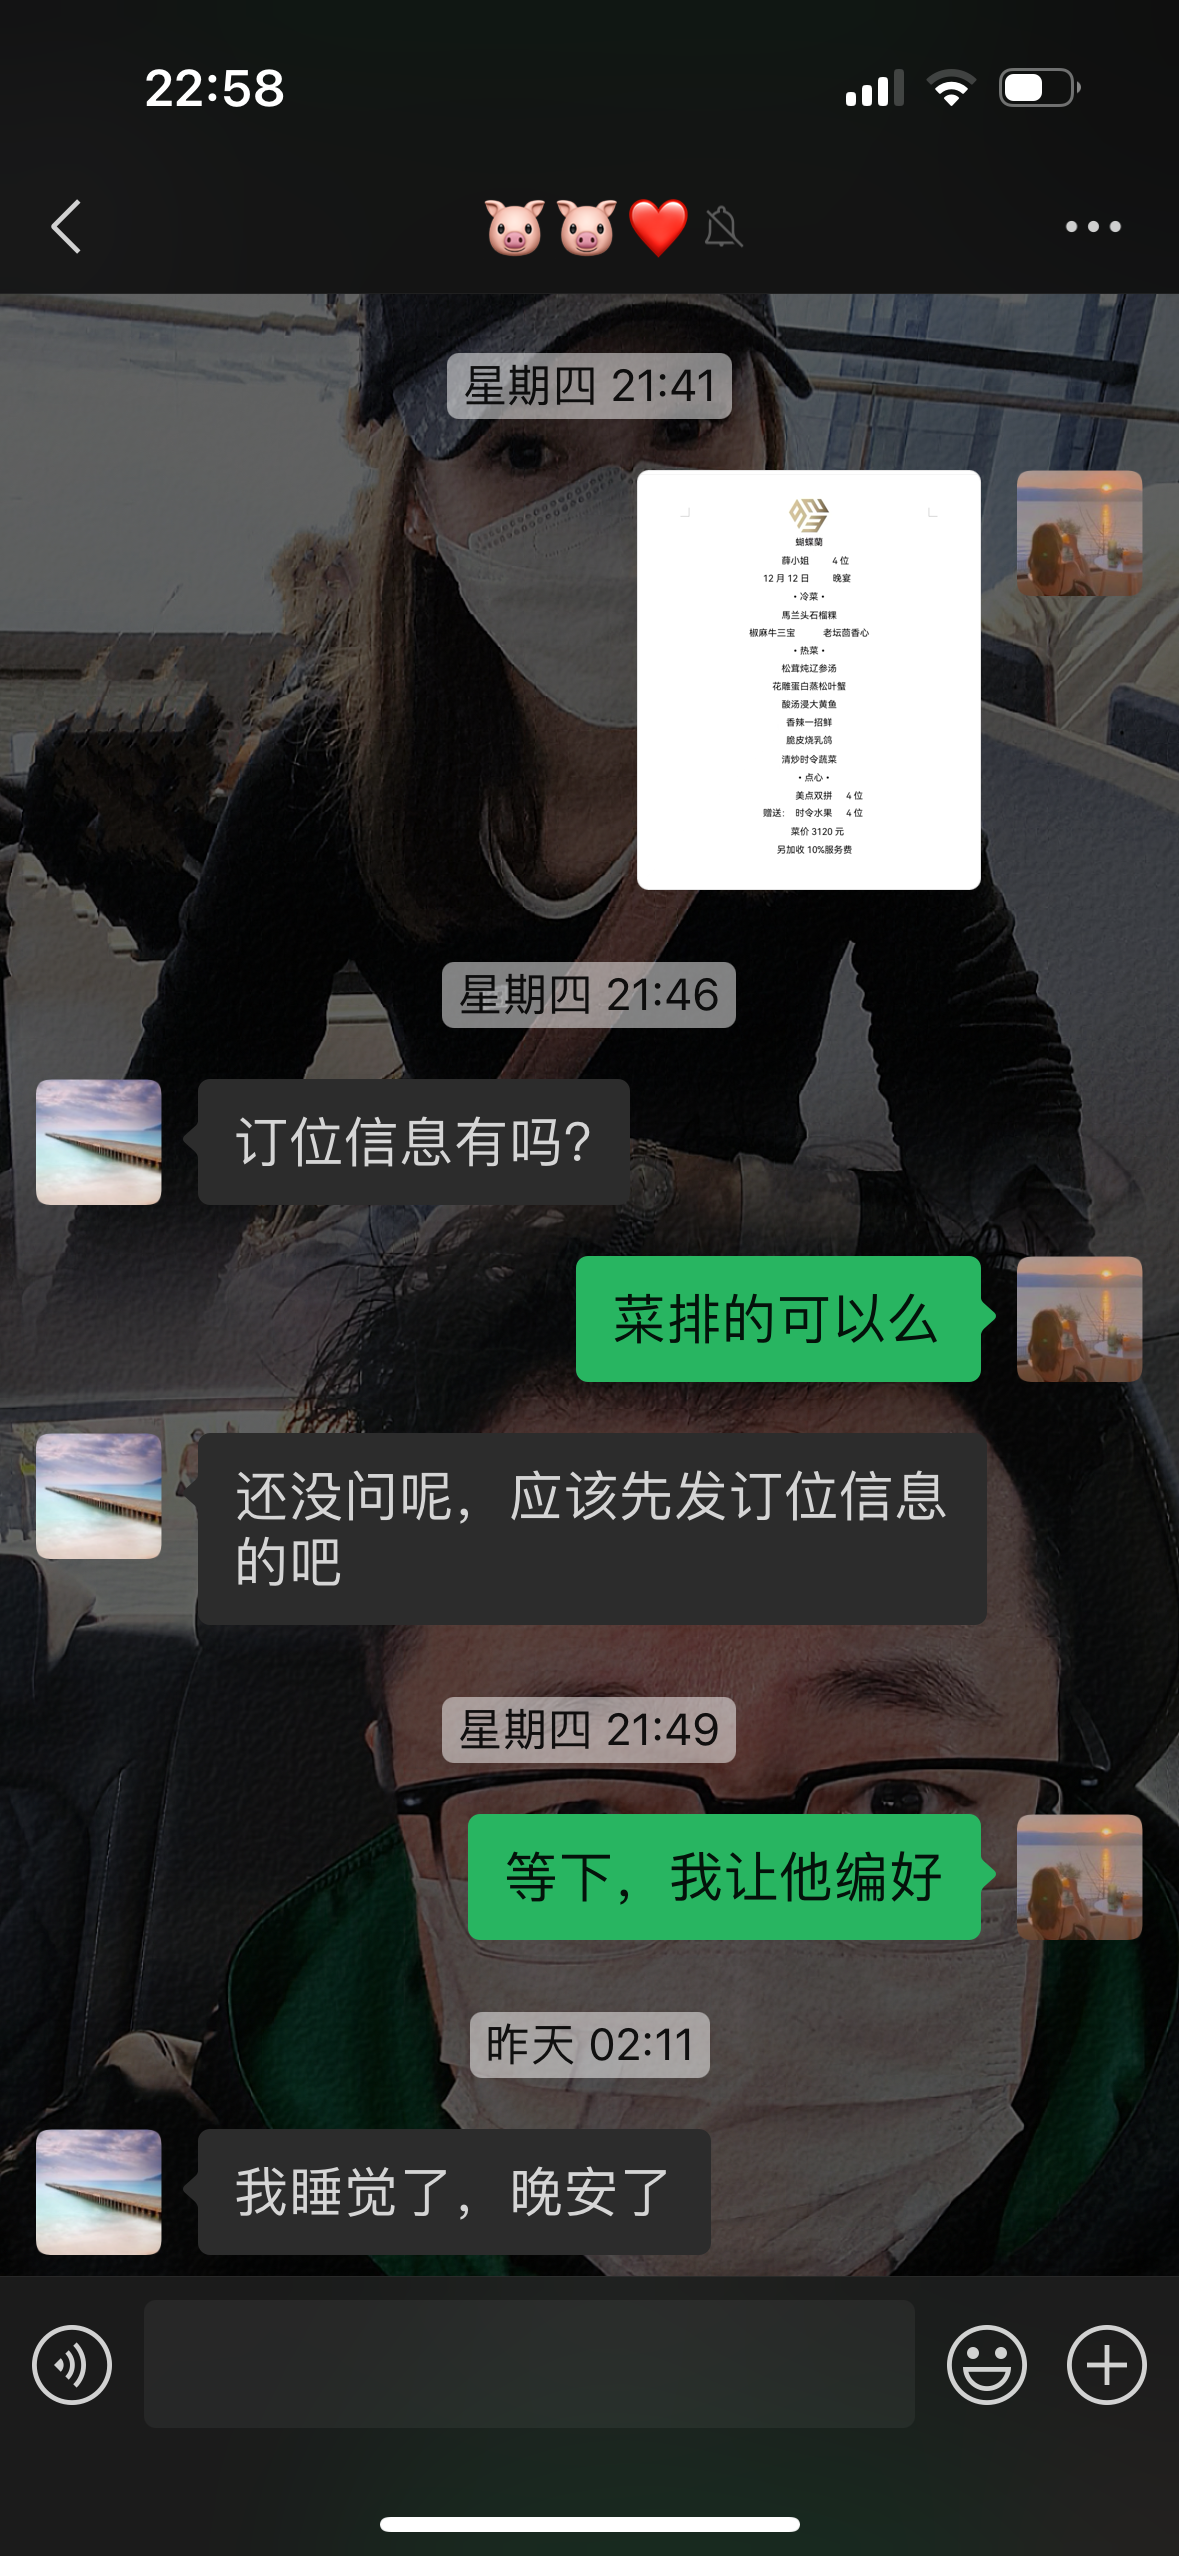 22:58
🐷🐷❤️
星期四 21:41
蝴蝶蘭
薛小姐 4 位
12 月 12 日 晚宴
• 冷菜 •
馬兰头石榴粿
椒麻牛三宝 老坛茴香心
• 热菜 •
松茸炖辽参汤
花雕蛋白蒸松叶蟹
酸汤浸大黄鱼
香辣一招鲜
脆皮烧乳鸽
清炒时令蔬菜
• 点心 •
美点双拼 4 位
赠送： 时令水果 4 位
菜价 3120 元
另加收 10%服务费
星期四 21:46
订位信息有吗?
菜排的可以么
还没问呢，应该先发订位信息
的吧
星期四 21:49
等下，我让他编好
昨天 02:11
我睡觉了，晚安了